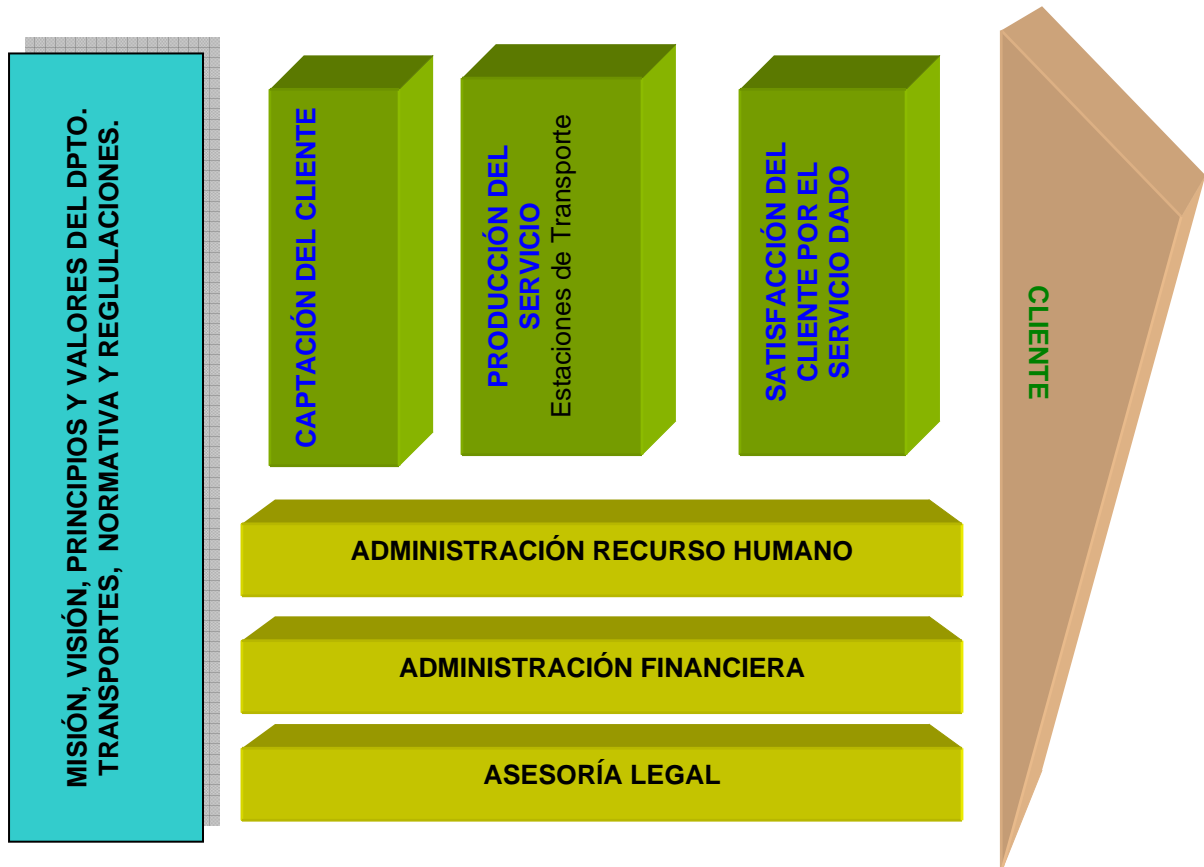 MISIÓN, VISIÓN, PRINCIPIOS Y VALORES DEL DPTO.
TRANSPORTES, NORMATIVA Y REGLULACIONES.
CAPTACIÓN DEL CLIENTE
PRODUCCIÓN DEL
SERVICIO
Estaciones de Transporte
SATISFACCIÓN DEL
CLIENTE POR EL
SERVICIO DADO
CLIENTE
ADMINISTRACIÓN RECURSO HUMANO
ADMINISTRACIÓN FINANCIERA
ASESORÍA LEGAL